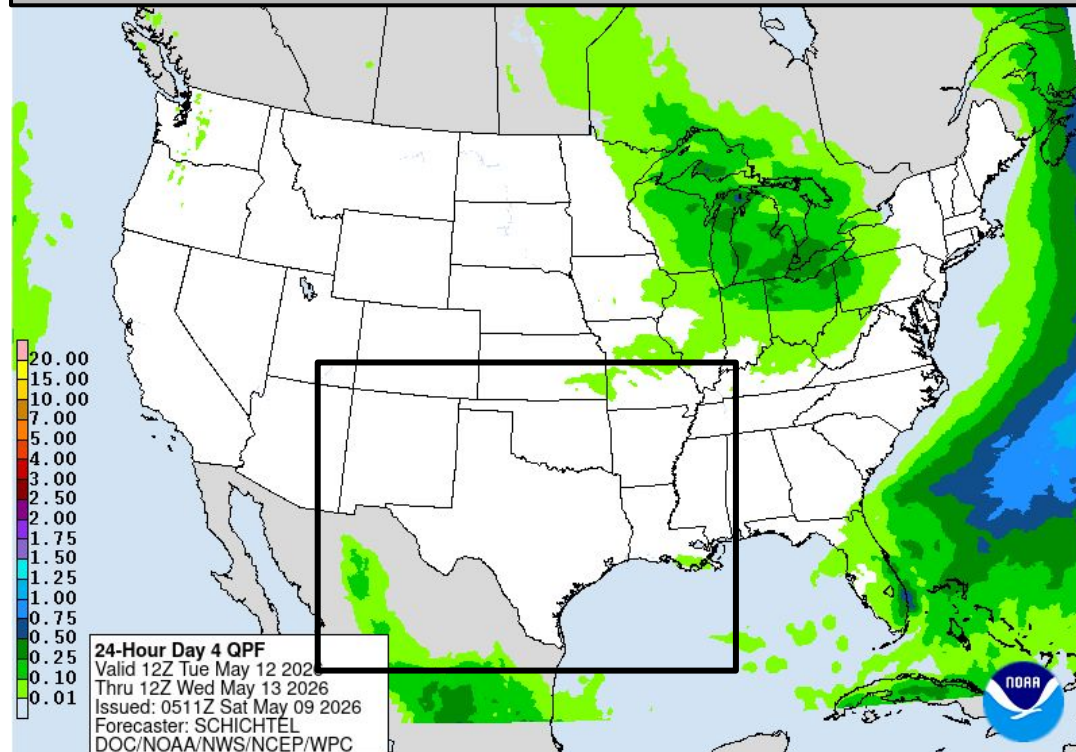 20.00
15.00
10.00
7.00
5.00
4.00
3.00
2.50
2.00
1.75
1.50
1.25
1.00
0.75
0.50
0.25
0.10
0.01
24-Hour Day 4 QPF
Valid 12Z Tue May 12 2026
Thru 12Z Wed May 13 2026
Issued: 0511Z Sat May 09 2026
Forecaster: SCHICHTEL
DOC/NOAA/NWS/NCEP/WPC
NOAA